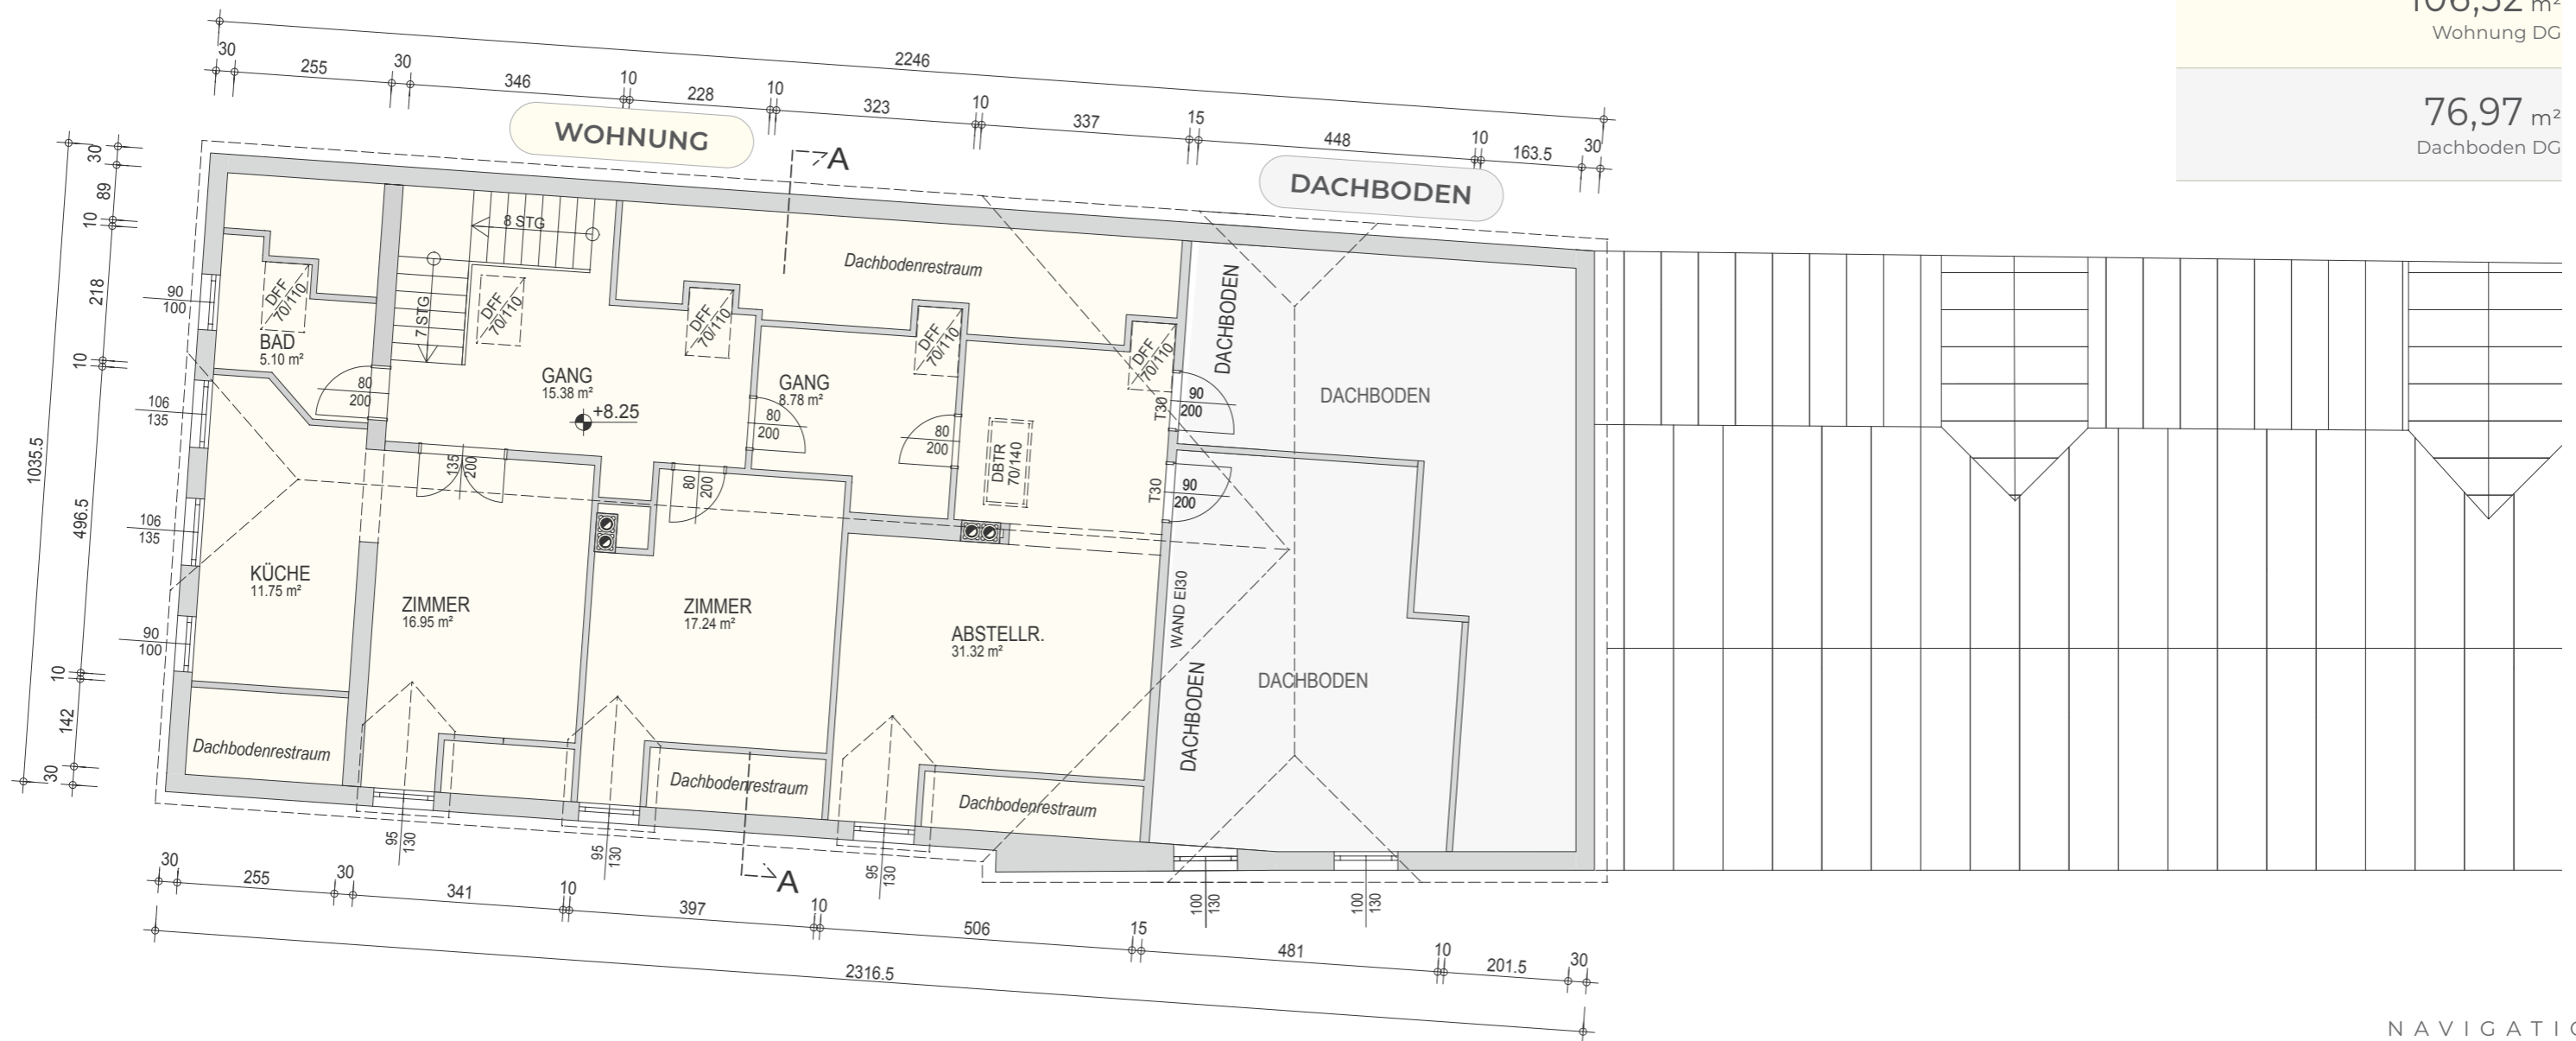 106,52 m²
Wohnung DG
76,97 m²
Dachboden DG
2246
30 255 30 346 10 228 10 323 10 337 15 448 10 163.5 30
WOHNUNG
DACHBODEN
A
1035.5
30 89 10 218 10 496.5 10 142 30
90
100
106
135
106
135
90
100
8 STG
7 STG
DFF
70/110
DFF
70/110
DFF
70/110
DFF
70/110
DFF
70/110
Dachbodenrestraum
BAD
5.10 m²
80
200
GANG
15.38 m²
+8.25
GANG
8.78 m²
80
200
80
200
DBTR
70/140
T30
90
200
T30
90
200
DACHBODEN
DACHBODEN
135
200
80
200
KÜCHE
11.75 m²
ZIMMER
16.95 m²
ZIMMER
17.24 m²
ABSTELLR.
31.32 m²
WAND EI30
DACHBODEN
DACHBODEN
Dachbodenrestraum
Dachbodenrestraum
Dachbodenrestraum
95
130
95
130
95
130
100
130
100
130
A
30 255 30 341 10 397 10 506 15 481 10 201.5 30
2316.5
NAVIGATIO